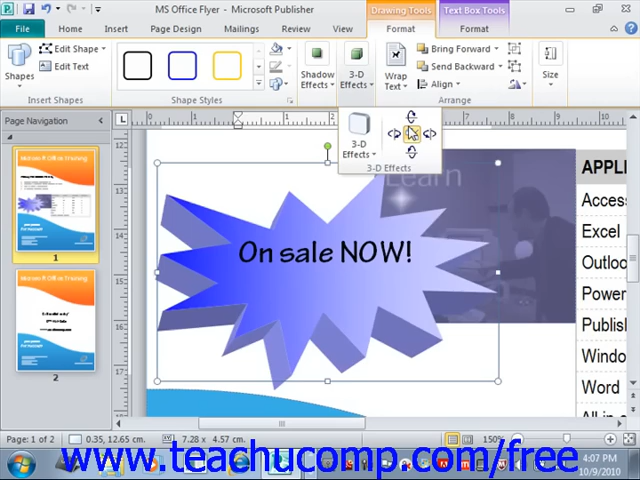 MS Office Flyer - Microsoft Publisher
Drawing Tools
Text Box Tools
File
Home
Insert
Page Design
Mailings
Review
View
Format
Format
Shapes
Edit Shape
Edit Text
Insert Shapes
Shape Styles
Shadow
Effects
3-D
Effects
Wrap
Text
Bring Forward
Send Backward
Align
Arrange
Size
3-D
Effects
3-D Effects
Page Navigation
1
2
Learn
On sale NOW!
APPLI
Access
Excel
Outloo
Power
Publis
Windo
Word
Page: 1 of 2
0.35, 12.65 cm.
7.28 x 4.57 cm.
150%
www.teachucomp.com/free
4:07 PM
10/9/2010